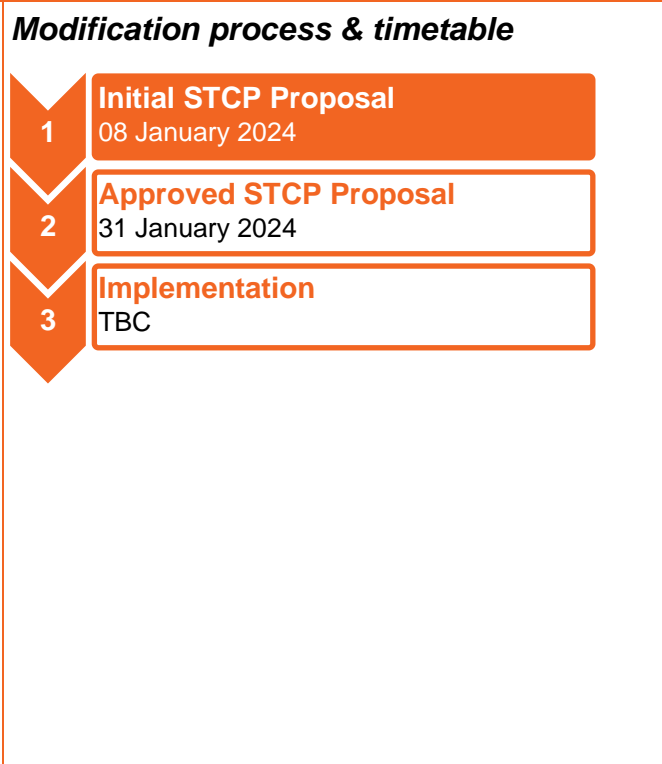 Modification process & timetable
1
Initial STCP Proposal
08 January 2024
2
Approved STCP Proposal
31 January 2024
3
Implementation
TBC